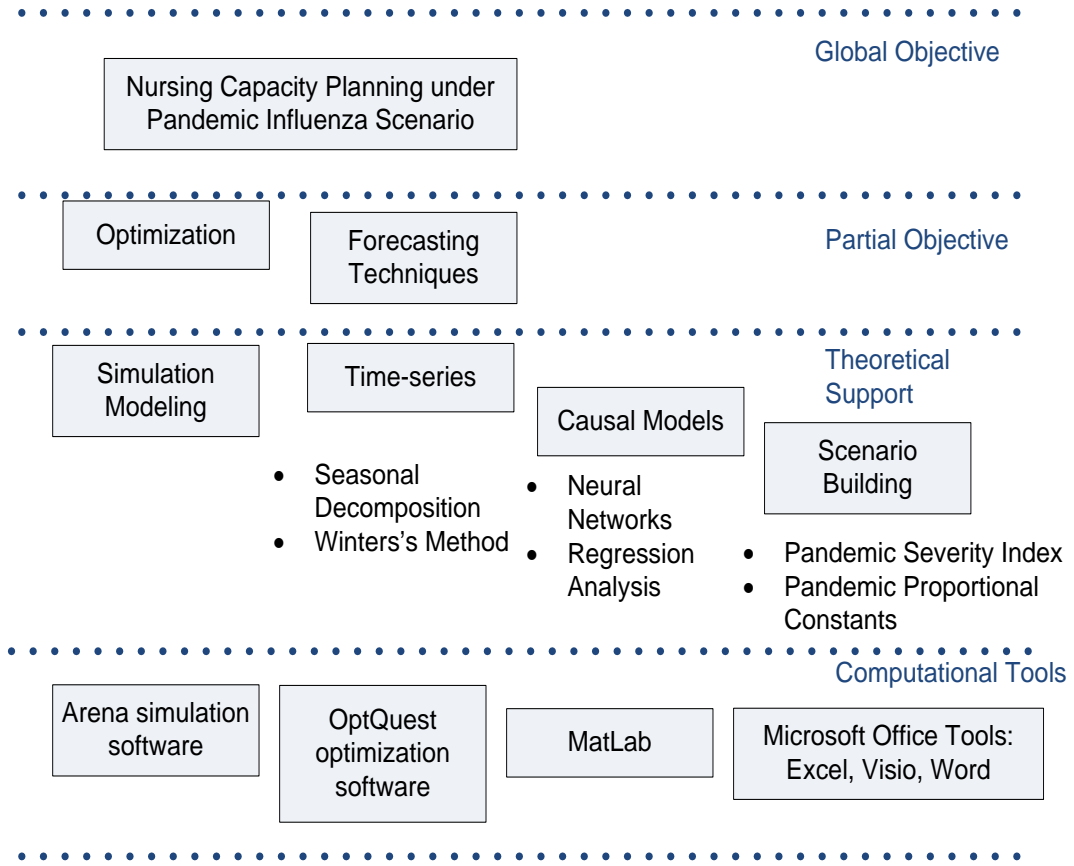 Global Objective
Nursing Capacity Planning under
Pandemic Influenza Scenario
Optimization
Forecasting
Techniques
Partial Objective
Simulation
Modeling
Time-series
Theoretical
Support
Causal Models
Scenario
Building
• Seasonal
Decomposition
• Winters's Method
• Neural
Networks
• Regression
Analysis
• Pandemic Severity Index
• Pandemic Proportional
Constants
Computational Tools
Arena simulation
software
OptQuest
optimization
software
MatLab
Microsoft Office Tools:
Excel, Visio, Word